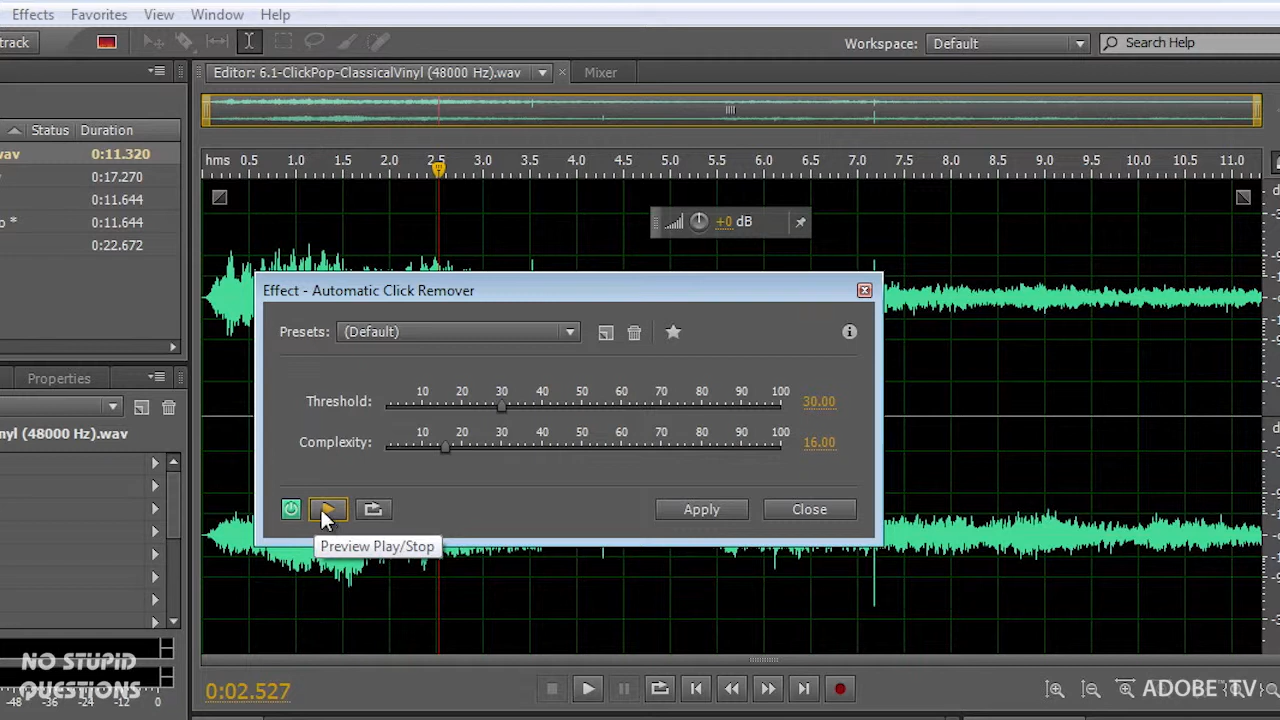 Effects Favorites View Window Help
track
Workspace: Default
Search Help
Editor: 6.1-ClickPop-ClassicalVinyl (48000 Hz).wav
Mixer
Status Duration
wav 0:11.320
0:17.270
0:11.644
o * 0:11.644
0:22.672
hms 0.5 1.0 1.5 2.0 2.5 3.0 3.5 4.0 4.5 5.0 5.5 6.0 6.5 7.0 7.5 8.0 8.5 9.0 9.5 10.0 10.5 11.0
+0 dB
Effect - Automatic Click Remover
Presets: (Default)
Threshold: 10 20 30 40 50 60 70 80 90 100 30.00
Complexity: 10 20 30 40 50 60 70 80 90 100 16.00
Apply Close
Preview Play/Stop
Properties
nyl (48000 Hz).wav
NO STUPID
QUESTIONS
-48 -36 -24 -12 0
0:02.527
ADOBE TV